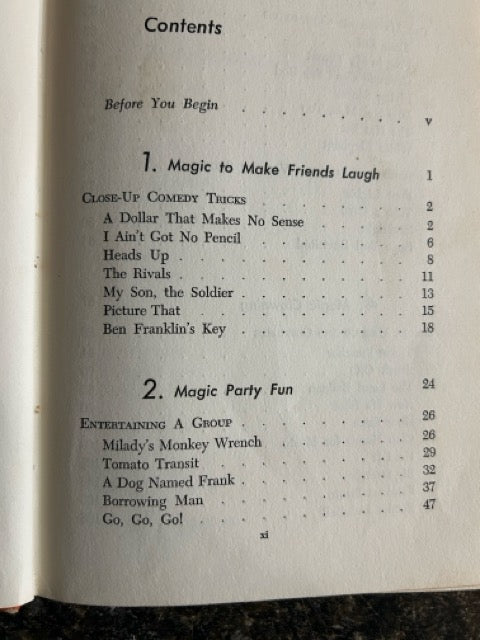 Contents
Before You Begin . . . . . . . . v
1. Magic to Make Friends Laugh 1
Close-Up Comedy Tricks . . . . . . . 2
A Dollar That Makes No Sense . . . . . 2
I Ain't Got No Pencil . . . . . . . 6
Heads Up . . . . . . . . . 8
The Rivals . . . . . . . . . 11
My Son, the Soldier . . . . . . . 13
Picture That . . . . . . . . 15
Ben Franklin's Key . . . . . . . 18
2. Magic Party Fun 24
Entertaining A Group . . . . . . . 26
Milady's Monkey Wrench . . . . . . 26
Tomato Transit . . . . . . . . 29
A Dog Named Frank . . . . . . . 32
Borrowing Man . . . . . . . . 37
Go, Go, Go! . . . . . . . . 47
xi